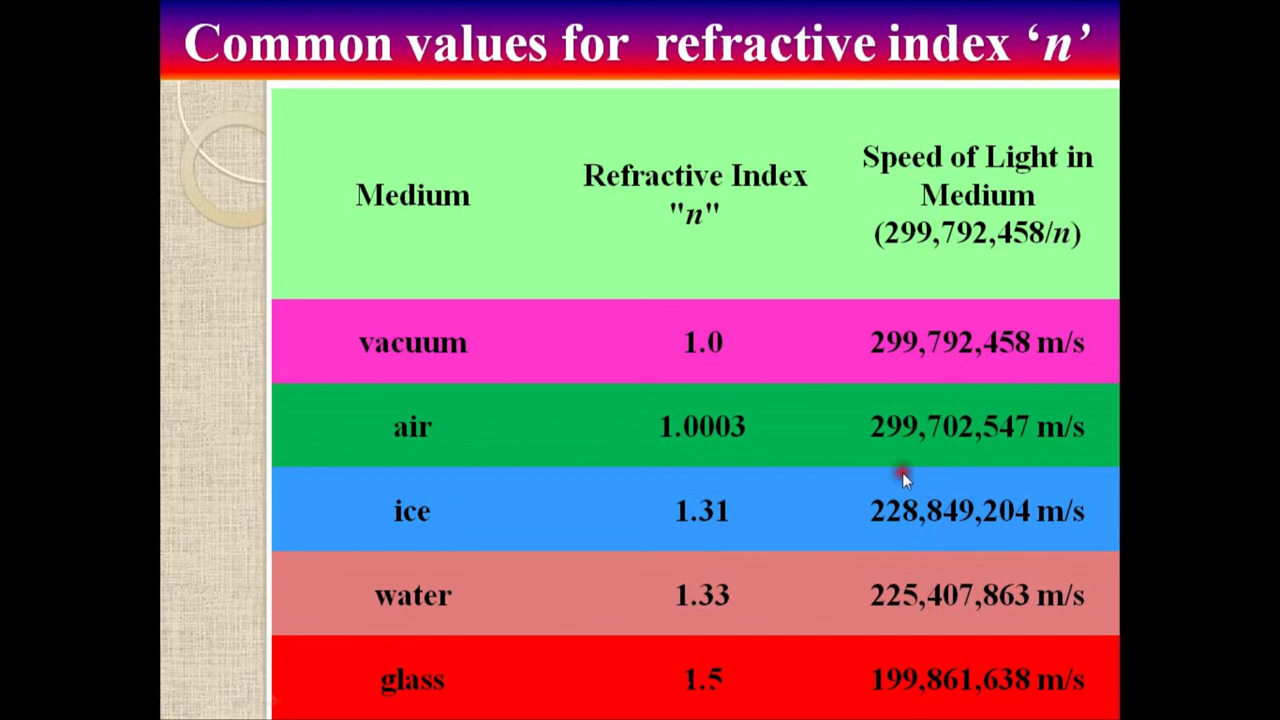 Common values for refractive index ‘n’
Medium
Refractive Index
"n"
Speed of Light in
Medium
(299,792,458/n)
vacuum 1.0 299,792,458 m/s
air 1.0003 299,702,547 m/s
ice 1.31 228,849,204 m/s
water 1.33 225,407,863 m/s
glass 1.5 199,861,638 m/s